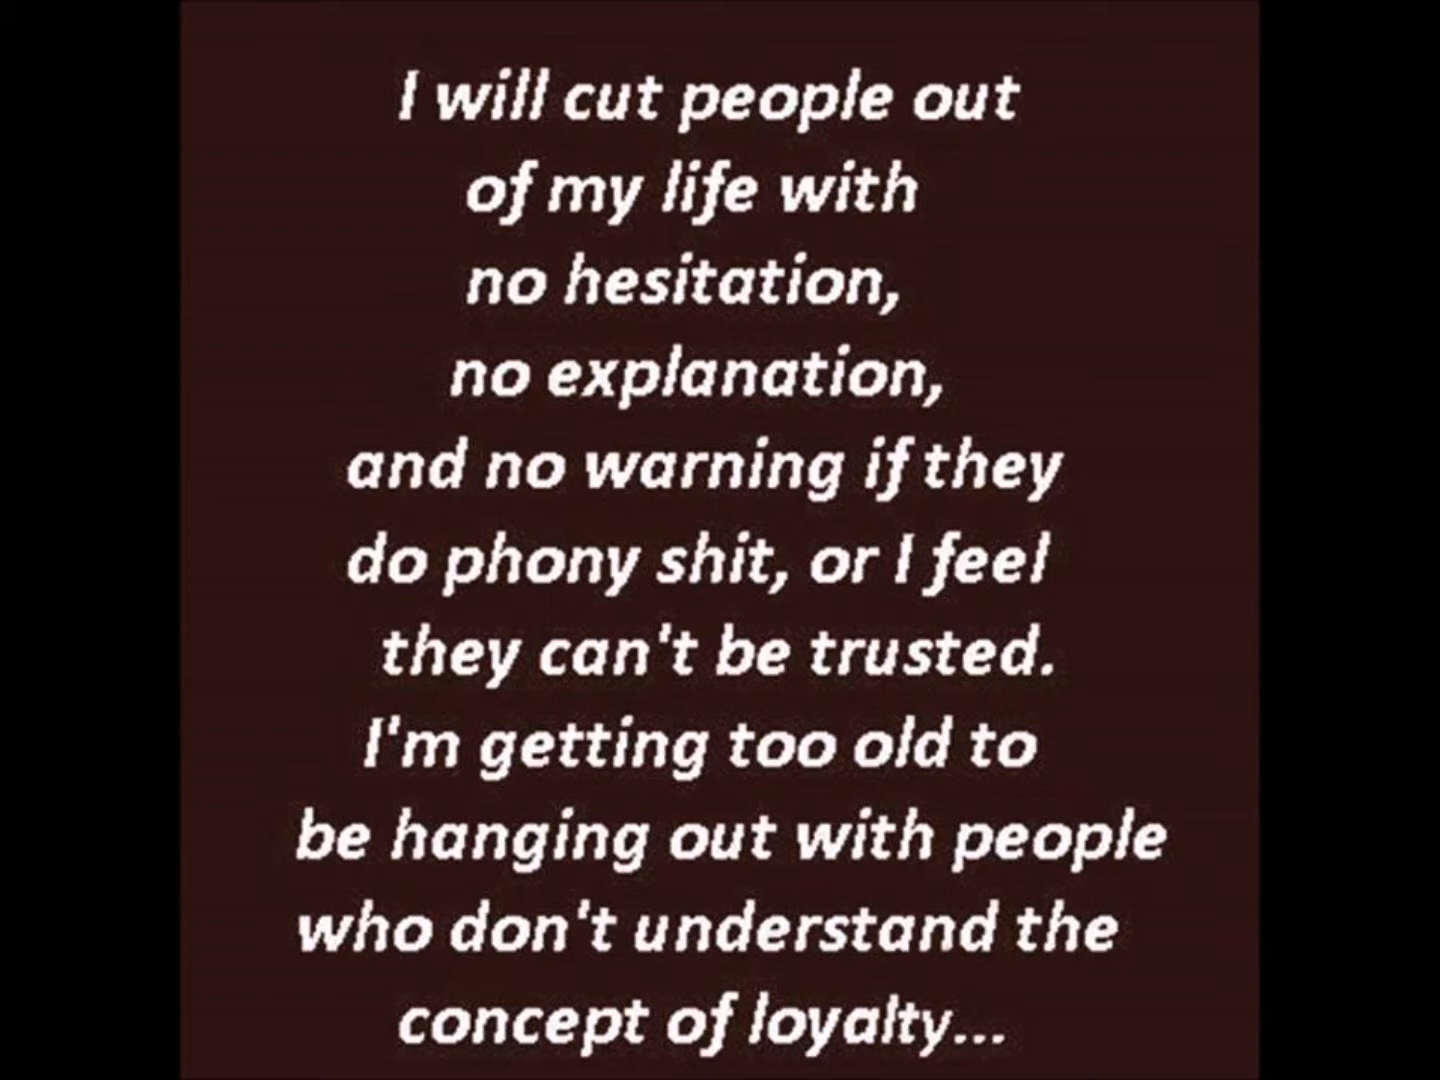 I will cut people out
of my life with
no hesitation,
no explanation,
and no warning if they
do phony shit, or I feel
they can't be trusted.
I'm getting too old to
be hanging out with people
who don't understand the
concept of loyalty...